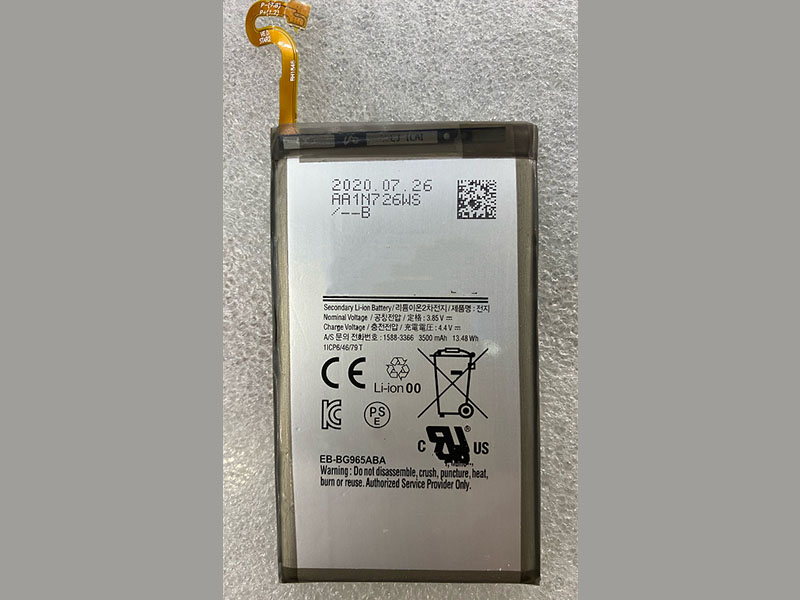 P-(7,8)
P+(1,2)
2020.07.26
AA1N726WS
/--B
Secondary Li-ion Battery / 리튬이온2차전지 / 제품명 : 전지
Nominal Voltage / 공칭전압 / 定格 : 3.85 V
Charge Voltage / 충전전압 / 充電電圧 : 4.4 V
A/S 문의 전화번호 : 1588-3366 3500 mAh 13.48 Wh
1ICP6/46/79 T
CE
Li-ion 00
PS
E
C US
EB-BG965ABA
Warning : Do not disassemble, crush, puncture, heat,
burn or reuse. Authorized Service Provider Only.